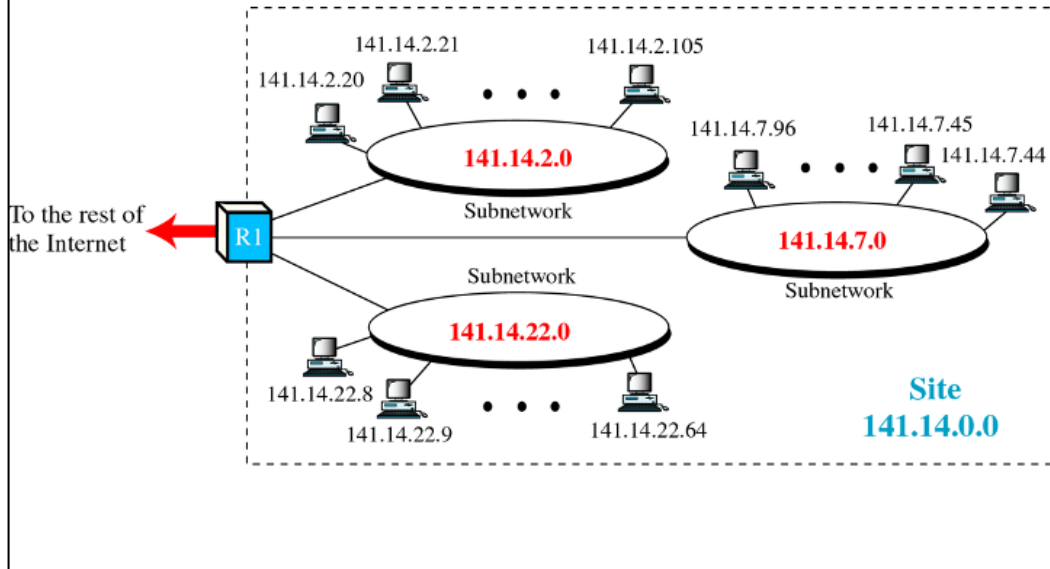 141.14.2.21
141.14.2.105
141.14.2.20
141.14.7.96
141.14.7.45
141.14.7.44
141.14.2.0
Subnetwork
To the rest of
the Internet
R1
141.14.7.0
Subnetwork
Subnetwork
141.14.22.0
141.14.22.8
141.14.22.9
141.14.22.64
Site
141.14.0.0